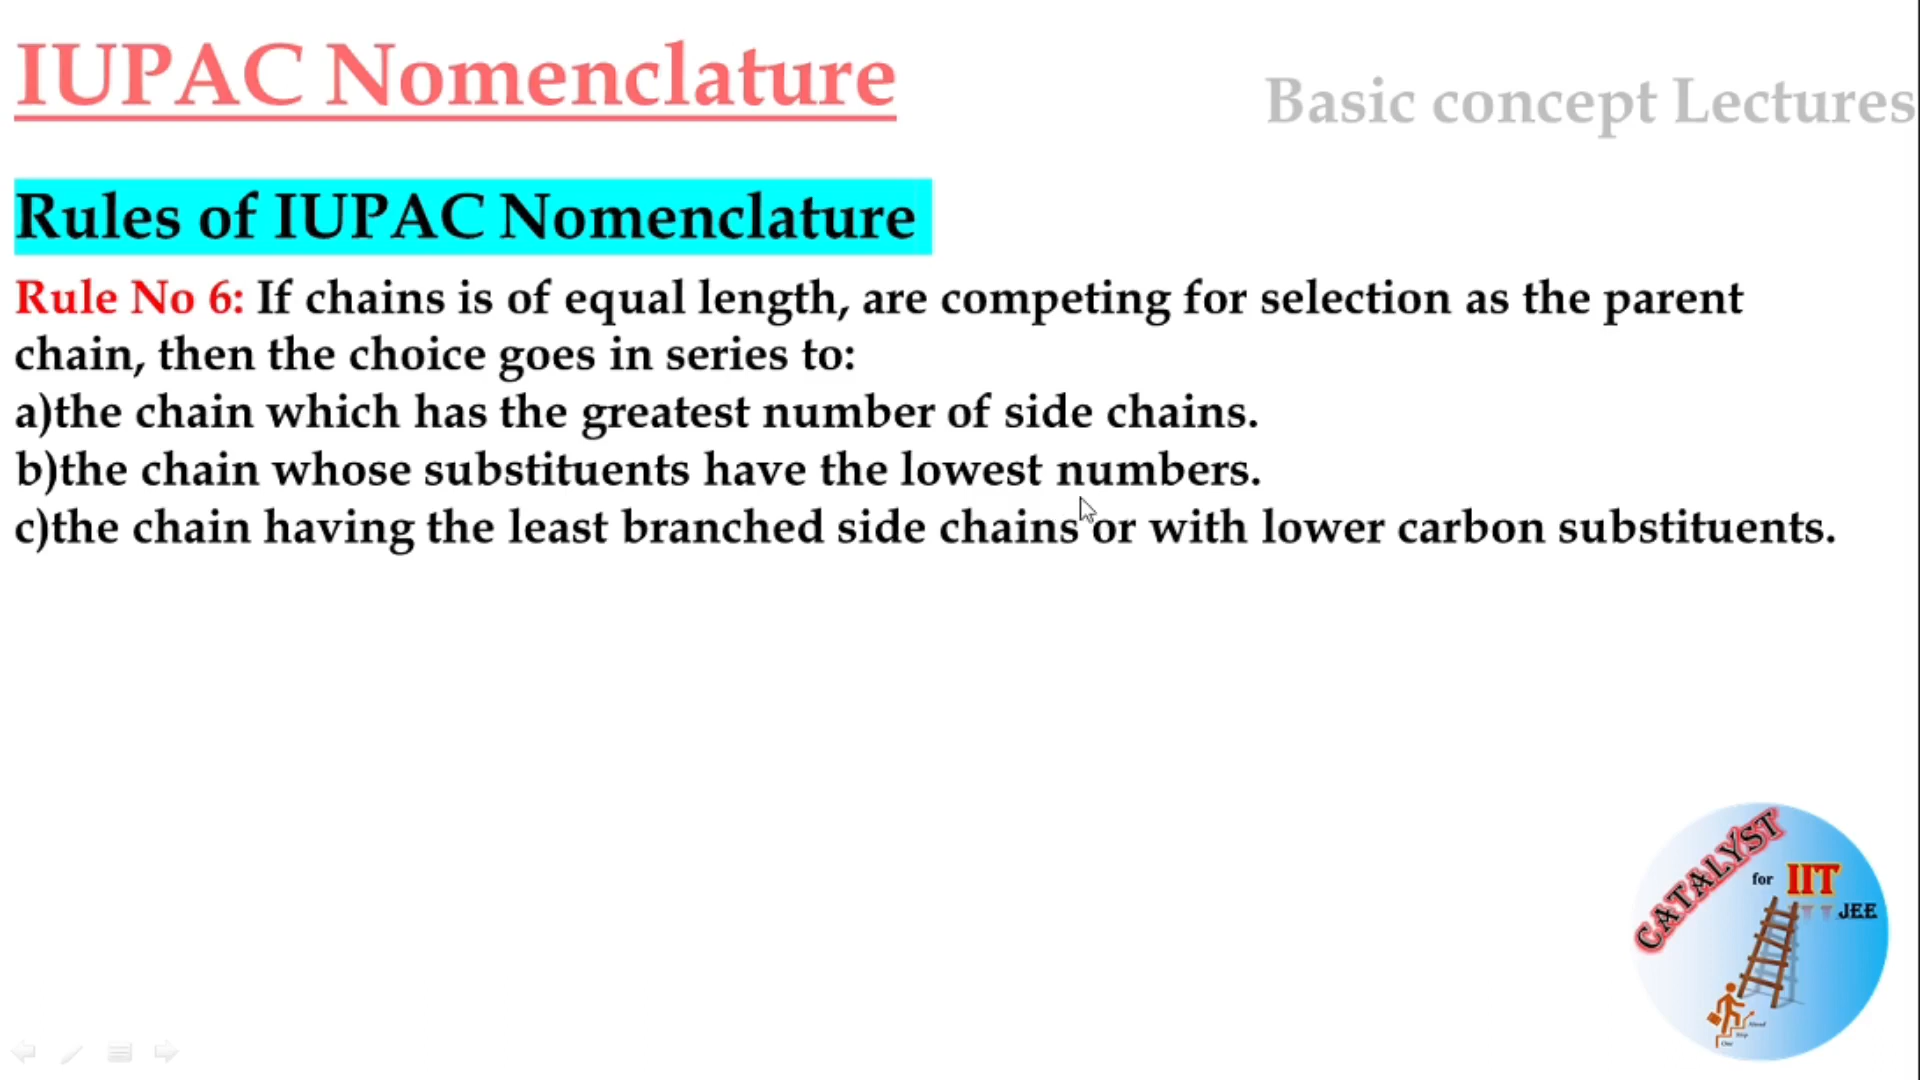 IUPAC Nomenclature
Basic concept Lectures
Rules of IUPAC Nomenclature
Rule No 6: If chains is of equal length, are competing for selection as the parent
chain, then the choice goes in series to:
a)the chain which has the greatest number of side chains.
b)the chain whose substituents have the lowest numbers.
c)the chain having the least branched side chains or with lower carbon substituents.
CATALYST
for IIT
JEE
Ahead
Step
One